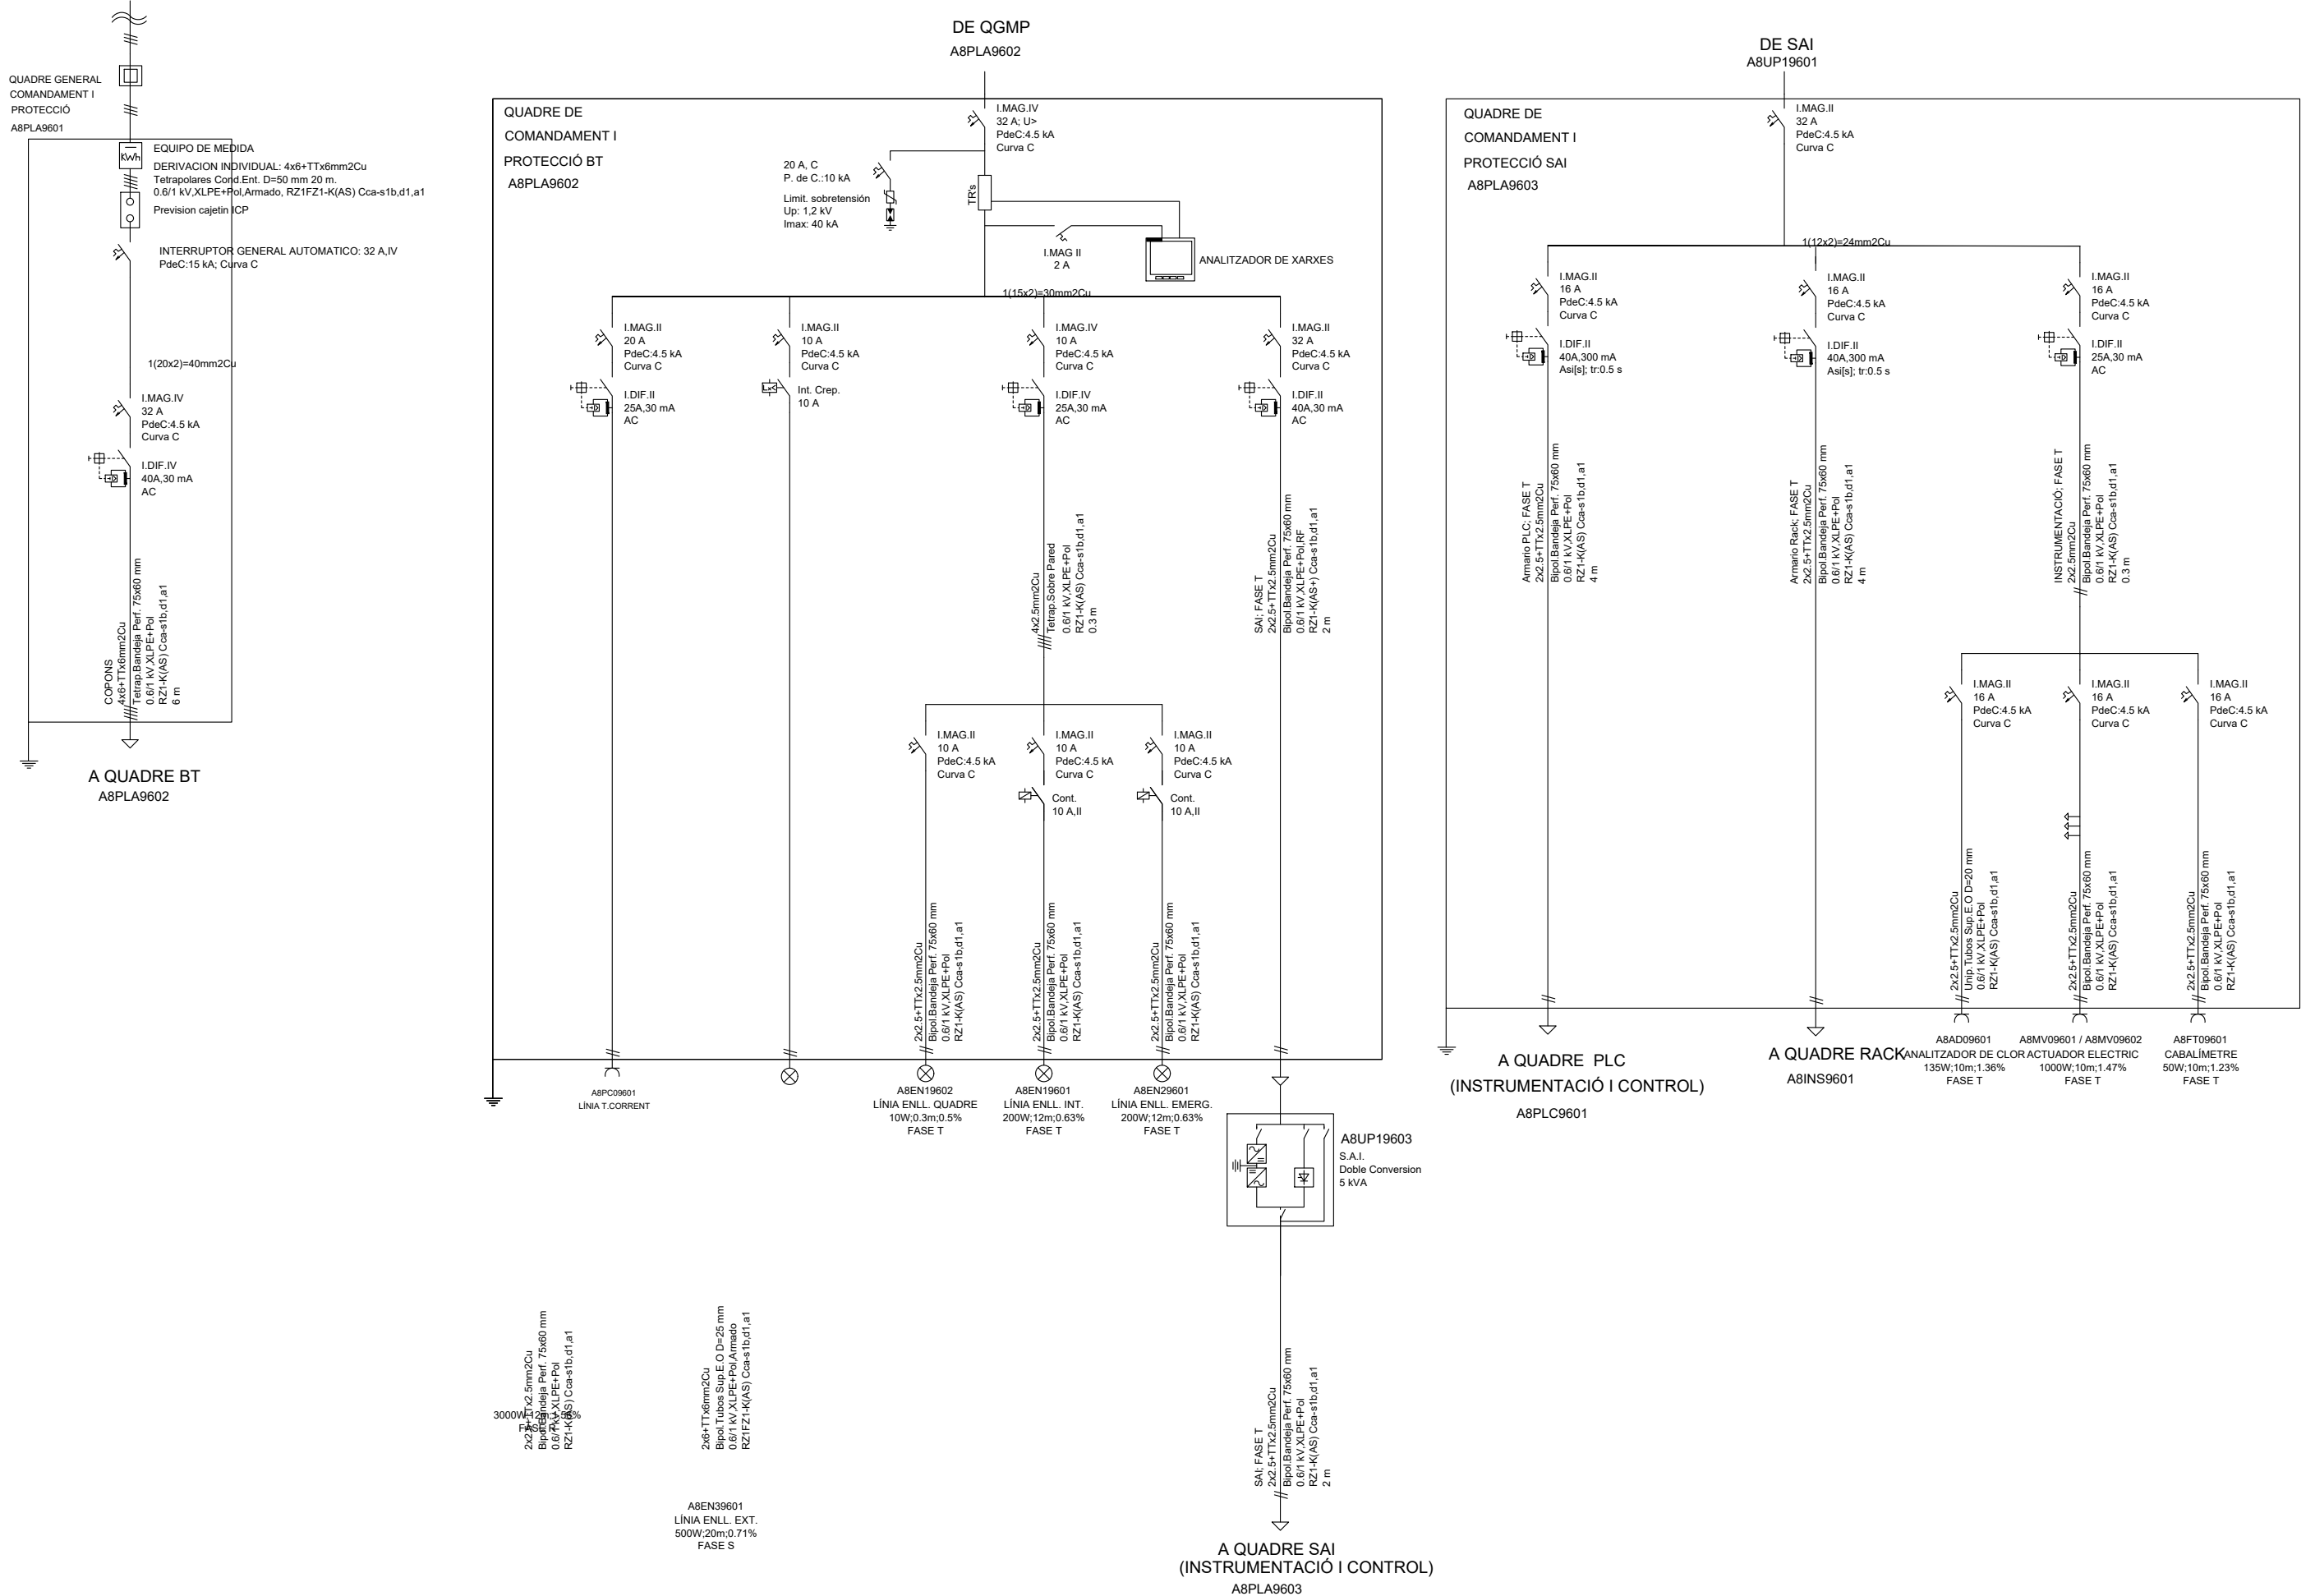 QUADRE GENERAL
COMANDAMENT I
PROTECCIÓ
A8PLA9601
EQUIPO DE MEDIDA
DERIVACION INDIVIDUAL: 4x6+TTx6mm2Cu
Tetrapolares Cond.Ent. D=50 mm 20 m.
0.6/1 kV,XLPE+Pol,Armado, RZ1FZ1-K(AS) Cca-s1b,d1,a1
KWh
Prevision cajetin ICP
INTERRUPTOR GENERAL AUTOMATICO: 32 A,IV
PdeC:15 kA; Curva C
1(20x2)=40mm2Cu
I.MAG.IV
32 A
PdeC:4.5 kA
Curva C
I.DIF.IV
40A,30 mA
AC
COPONS
4x6+TTx6mm2Cu
Tetrap.Bandeja Perf. 75x60 mm
0.6/1 kV,XLPE+Pol
RZ1-K(AS) Cca-s1b,d1,a1
6 m
A QUADRE BT
A8PLA9602
DE QGMP
A8PLA9602
QUADRE DE
COMANDAMENT I
PROTECCIÓ BT
A8PLA9602
I.MAG.IV
32 A; U>
PdeC:4.5 kA
Curva C
20 A, C
P. de C.:10 kA
Limit. sobretensión
Up: 1,2 kV
Imax: 40 kA
TR's
I.MAG II
2 A
ANALITZADOR DE XARXES
1(15x2)=30mm2Cu
I.MAG.II
20 A
PdeC:4.5 kA
Curva C
I.DIF.II
25A,30 mA
AC
I.MAG.II
10 A
PdeC:4.5 kA
Curva C
Int. Crep.
10 A
I.MAG.IV
10 A
PdeC:4.5 kA
Curva C
I.DIF.IV
25A,30 mA
AC
I.MAG.II
32 A
PdeC:4.5 kA
Curva C
I.DIF.II
40A,30 mA
AC
4x2.5mm2Cu
Tetrap.Sobre Pared
0.6/1 kV,XLPE+Pol
RZ1-K(AS) Cca-s1b,d1,a1
0.3 m
SAI; FASE T
2x2.5+TTx2.5mm2Cu
Bipol.Bandeja Perf. 75x60 mm
0.6/1 kV,XLPE+Pol,RF
RZ1-K(AS+) Cca-s1b,d1,a1
2 m
I.MAG.II
10 A
PdeC:4.5 kA
Curva C
I.MAG.II
10 A
PdeC:4.5 kA
Curva C
Cont.
10 A,II
I.MAG.II
10 A
PdeC:4.5 kA
Curva C
Cont.
10 A,II
2x2.5+TTx2.5mm2Cu
Bipol.Bandeja Perf. 75x60 mm
0.6/1 kV,XLPE+Pol
RZ1-K(AS) Cca-s1b,d1,a1
2x2.5+TTx2.5mm2Cu
Bipol.Bandeja Perf. 75x60 mm
0.6/1 kV,XLPE+Pol
RZ1-K(AS) Cca-s1b,d1,a1
2x2.5+TTx2.5mm2Cu
Bipol.Bandeja Perf. 75x60 mm
0.6/1 kV,XLPE+Pol
RZ1-K(AS) Cca-s1b,d1,a1
A8PC09601
LÍNIA T.CORRENT
A8EN19602
LÍNIA ENLL. QUADRE
10W;0.3m;0.5%
FASE T
A8EN19601
LÍNIA ENLL. INT.
200W;12m;0.63%
FASE T
A8EN29601
LÍNIA ENLL. EMERG.
200W;12m;0.63%
FASE T
A8UP19603
S.A.I.
Doble Conversion
5 kVA
2x2.5+TTx2.5mm2Cu
Bipol.Bandeja Perf. 75x60 mm
0.6/1 kV,XLPE+Pol
RZ1-K(AS) Cca-s1b,d1,a1
3000W;12m;1.56%
FASE R
2x6+TTx6mm2Cu
Bipol.Tubos Sup.E.O D=25 mm
0.6/1 kV,XLPE+Pol,Armado
RZ1FZ1-K(AS) Cca-s1b,d1,a1
A8EN39601
LÍNIA ENLL. EXT.
500W;20m;0.71%
FASE S
SAI; FASE T
2x2.5+TTx2.5mm2Cu
Bipol.Bandeja Perf. 75x60 mm
0.6/1 kV,XLPE+Pol
RZ1-K(AS) Cca-s1b,d1,a1
2 m
A QUADRE SAI
(INSTRUMENTACIÓ I CONTROL)
A8PLA9603
DE SAI
A8UP19601
QUADRE DE
COMANDAMENT I
PROTECCIÓ SAI
A8PLA9603
I.MAG.II
32 A
PdeC:4.5 kA
Curva C
1(12x2)=24mm2Cu
I.MAG.II
16 A
PdeC:4.5 kA
Curva C
I.DIF.II
40A,300 mA
Asi[s]; tr:0.5 s
I.MAG.II
16 A
PdeC:4.5 kA
Curva C
I.DIF.II
40A,300 mA
Asi[s]; tr:0.5 s
I.MAG.II
16 A
PdeC:4.5 kA
Curva C
I.DIF.II
25A,30 mA
AC
Armario PLC; FASE T
2x2.5+TTx2.5mm2Cu
Bipol.Bandeja Perf. 75x60 mm
0.6/1 kV,XLPE+Pol
RZ1-K(AS) Cca-s1b,d1,a1
4 m
Armario Rack; FASE T
2x2.5+TTx2.5mm2Cu
Bipol.Bandeja Perf. 75x60 mm
0.6/1 kV,XLPE+Pol
RZ1-K(AS) Cca-s1b,d1,a1
4 m
INSTRUMENTACIÓ; FASE T
2x2.5mm2Cu
Bipol.Bandeja Perf. 75x60 mm
0.6/1 kV,XLPE+Pol
RZ1-K(AS) Cca-s1b,d1,a1
0.3 m
I.MAG.II
16 A
PdeC:4.5 kA
Curva C
I.MAG.II
16 A
PdeC:4.5 kA
Curva C
I.MAG.II
16 A
PdeC:4.5 kA
Curva C
2x2.5+TTx2.5mm2Cu
Unip.Tubos Sup.E.O D=20 mm
0.6/1 kV,XLPE+Pol
RZ1-K(AS) Cca-s1b,d1,a1
2x2.5+TTx2.5mm2Cu
Bipol.Bandeja Perf. 75x60 mm
0.6/1 kV,XLPE+Pol
RZ1-K(AS) Cca-s1b,d1,a1
2x2.5+TTx2.5mm2Cu
Bipol.Bandeja Perf. 75x60 mm
0.6/1 kV,XLPE+Pol
RZ1-K(AS) Cca-s1b,d1,a1
A QUADRE PLC
(INSTRUMENTACIÓ I CONTROL)
A8PLC9601
A QUADRE RACK
A8INS9601
A8AD09601
ANALITZADOR DE CLOR
135W;10m;1.36%
FASE T
A8MV09601 / A8MV09602
ACTUADOR ELECTRIC
1000W;10m;1.47%
FASE T
A8FT09601
CABALÍMETRE
50W;10m;1.23%
FASE T